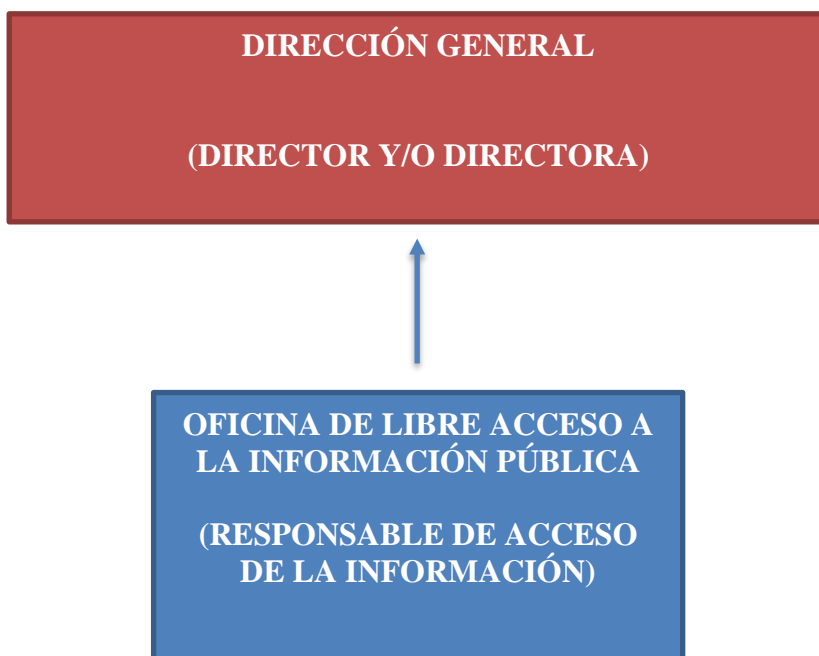 DIRECCIÓN GENERAL
(DIRECTOR Y/O DIRECTORA)
OFICINA DE LIBRE ACCESO A
LA INFORMACIÓN PÚBLICA
(RESPONSABLE DE ACCESO
DE LA INFORMACIÓN)